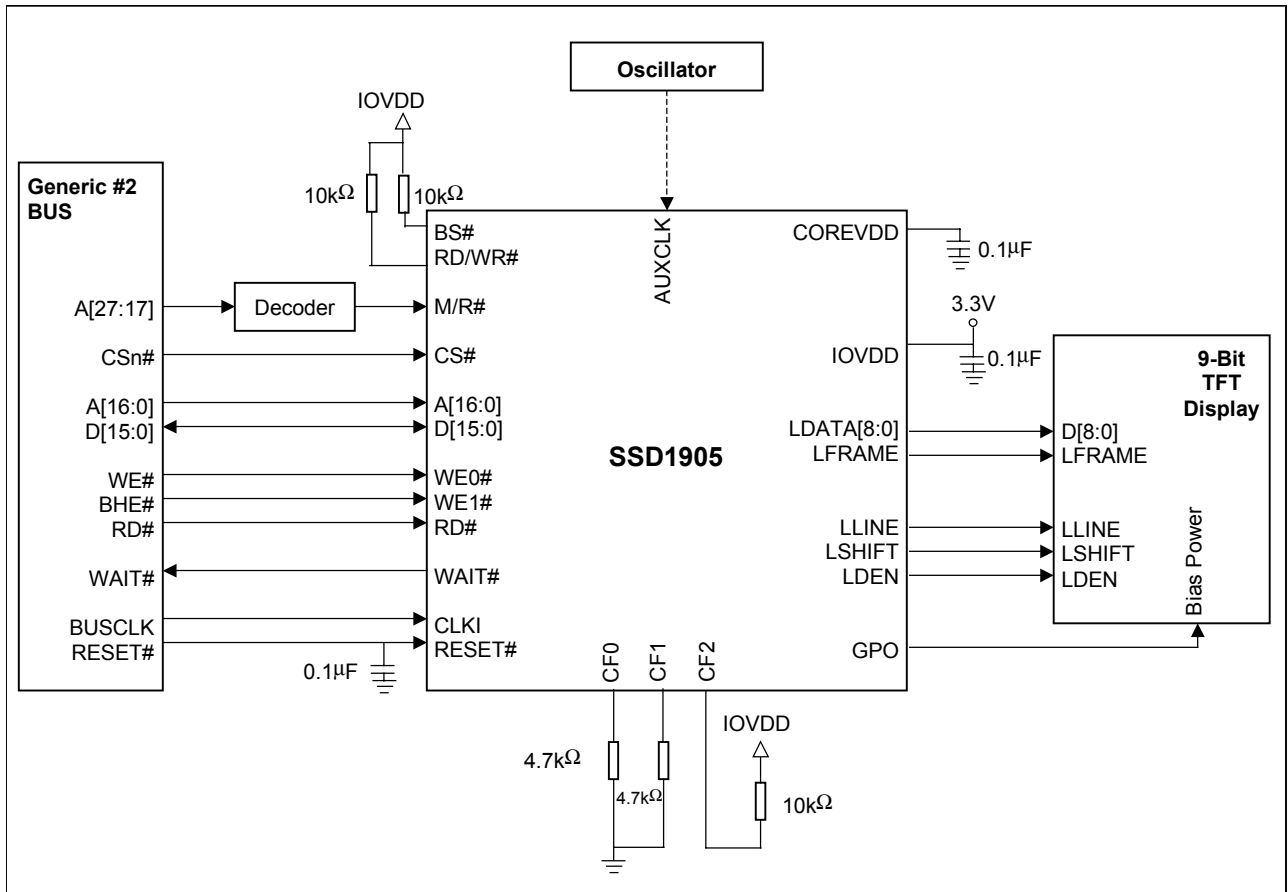 Oscillator
IOVDD
Generic #2
BUS
10kΩ
10kΩ
BS#
RD/WR#
AUXCLK
COREVDD
0.1µF
A[27:17]
Decoder
M/R#
3.3V
CSn#
CS#
IOVDD
0.1µF
9-Bit
TFT
Display
A[16:0]
A[16:0]
D[15:0]
D[15:0]
SSD1905
LDATA[8:0]
D[8:0]
LFRAME
LFRAME
WE#
WE0#
BHE#
WE1#
RD#
RD#
LLINE
LLINE
LSHIFT
LSHIFT
WAIT#
WAIT#
LDEN
LDEN
Bias Power
BUSCLK
CLKI
RESET#
RESET#
GPO
0.1µF
CF0
CF1
CF2
IOVDD
4.7kΩ
4.7kΩ
10kΩ